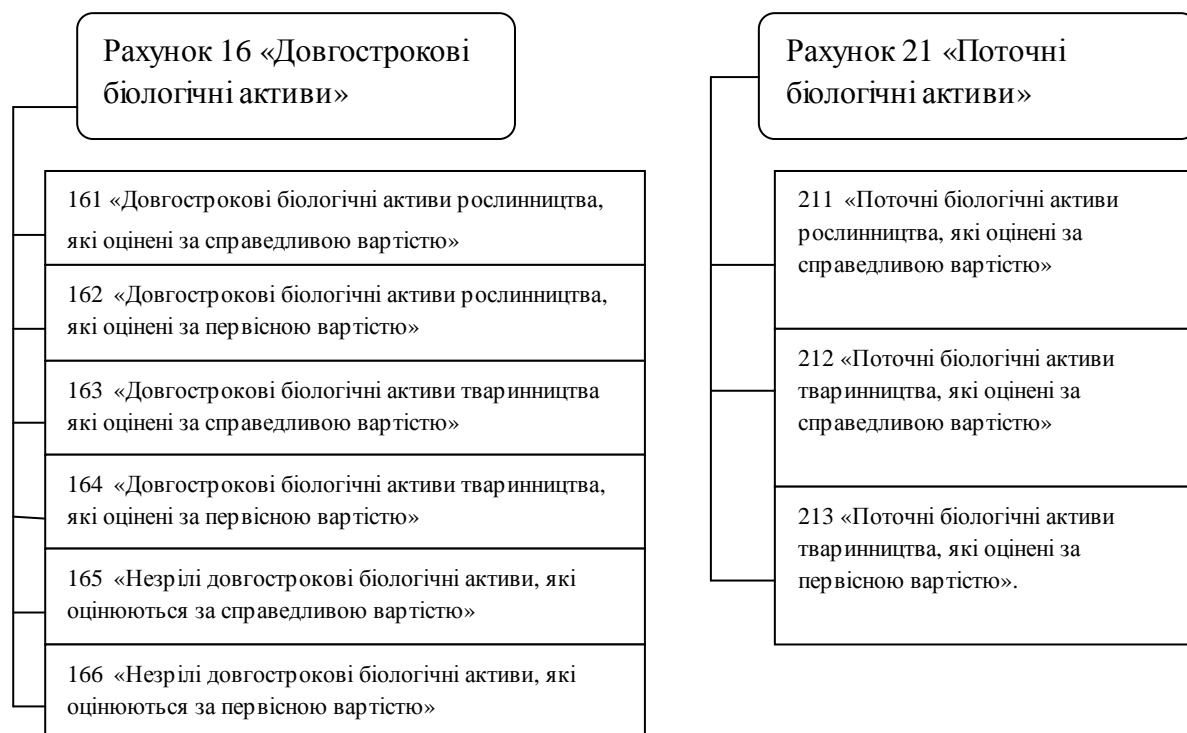 Рахунок 16 «Довгострокові
біологічні активи»
161 «Довгострокові біологічні активи рослинництва,
які оцінені за справедливою вартістю»
162 «Довгострокові біологічні активи рослинництва,
які оцінені за первісною вартістю»
163 «Довгострокові біологічні активи тваринництва
які оцінені за справедливою вартістю»
164 «Довгострокові біологічні активи тваринництва,
які оцінені за первісною вартістю»
165 «Незрілі довгострокові біологічні активи, які
оцінюються за справедливою вартістю»
166 «Незрілі довгострокові біологічні активи, які
оцінюються за первісною вартістю»
Рахунок 21 «Поточні
біологічні активи»
211 «Поточні біологічні активи
рослинництва, які оцінені за
справедливою вартістю»
212 «Поточні біологічні активи
тваринництва, які оцінені за
справедливою вартістю»
213 «Поточні біологічні активи
тваринництва, які оцінені за
первісною вартістю».